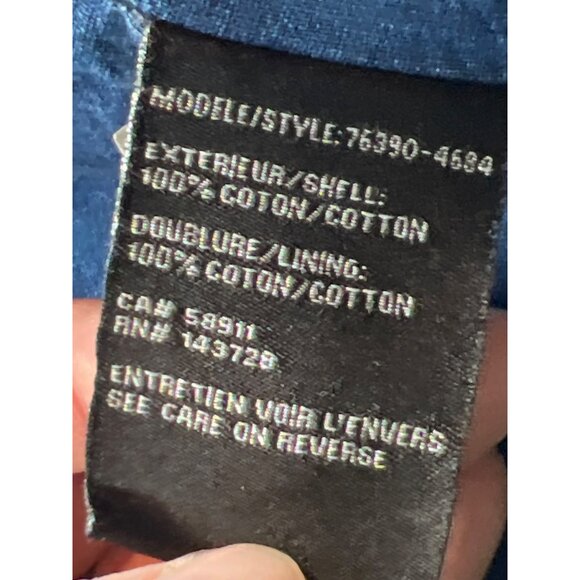 MODELE/STYLE: 76390-4684
EXTERIEUR/SHELL:
100% COTON/COTTON
DOUBLURE/LINING:
100% COTON/COTTON
CA# 58911
RN# 143728
ENTRETIEN VOIR L'ENVERS
SEE CARE ON REVERSE